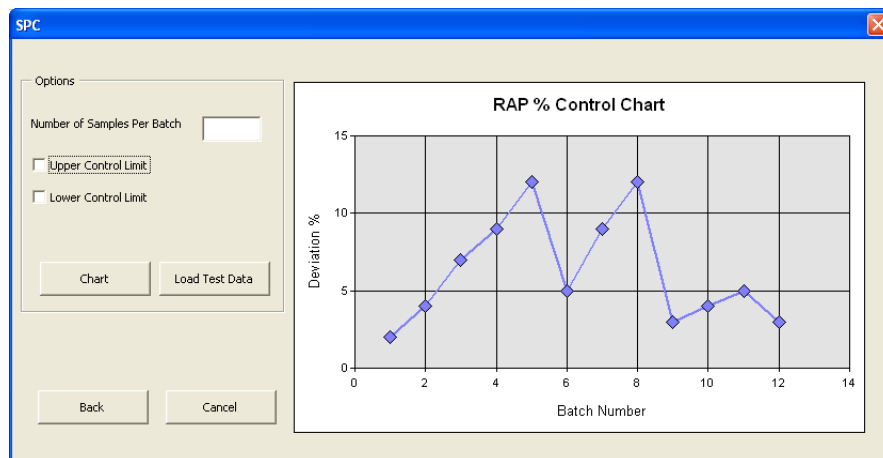 SPC
Options
Number of Samples Per Batch
Upper Control Limit
Lower Control Limit
Chart
Load Test Data
Back
Cancel
RAP % Control Chart
Deviation %
15
10
5
0
0 2 4 6 8 10 12 14
Batch Number